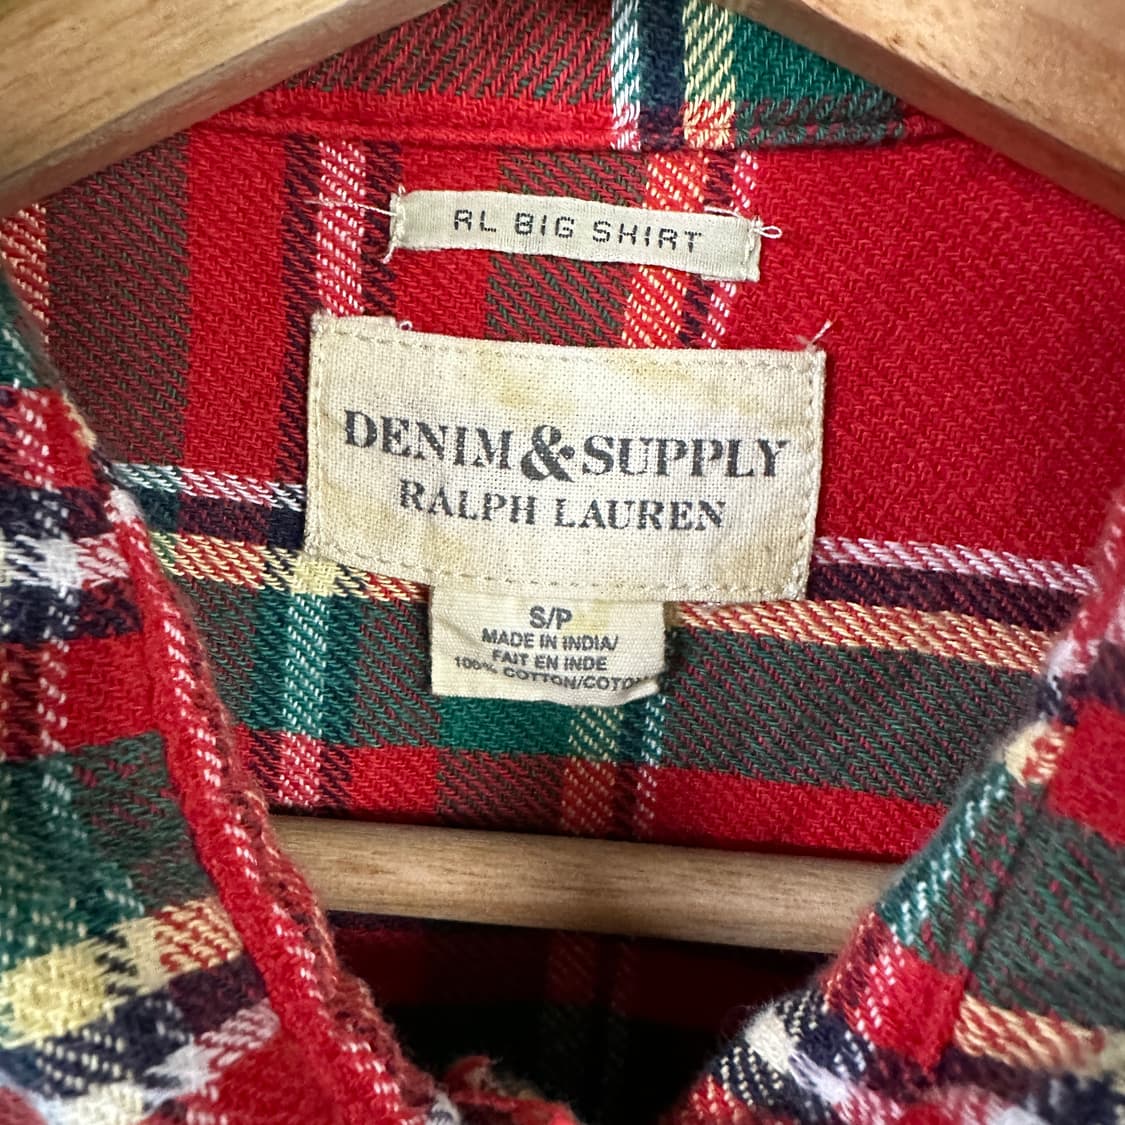 RL BIG SHIRT
DENIM & SUPPLY
RALPH LAUREN
S/P
MADE IN INDIA/
FAIT EN INDE
100% COTTON/COTON